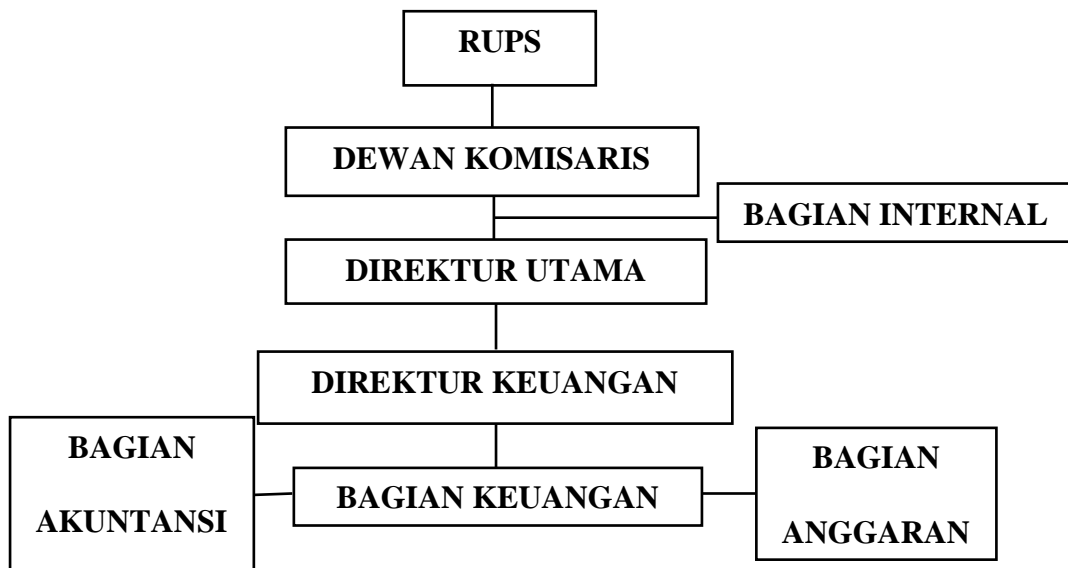 RUPS
DEWAN KOMISARIS
BAGIAN INTERNAL
DIREKTUR UTAMA
DIREKTUR KEUANGAN
BAGIAN
AKUNTANSI
BAGIAN KEUANGAN
BAGIAN
ANGGARAN